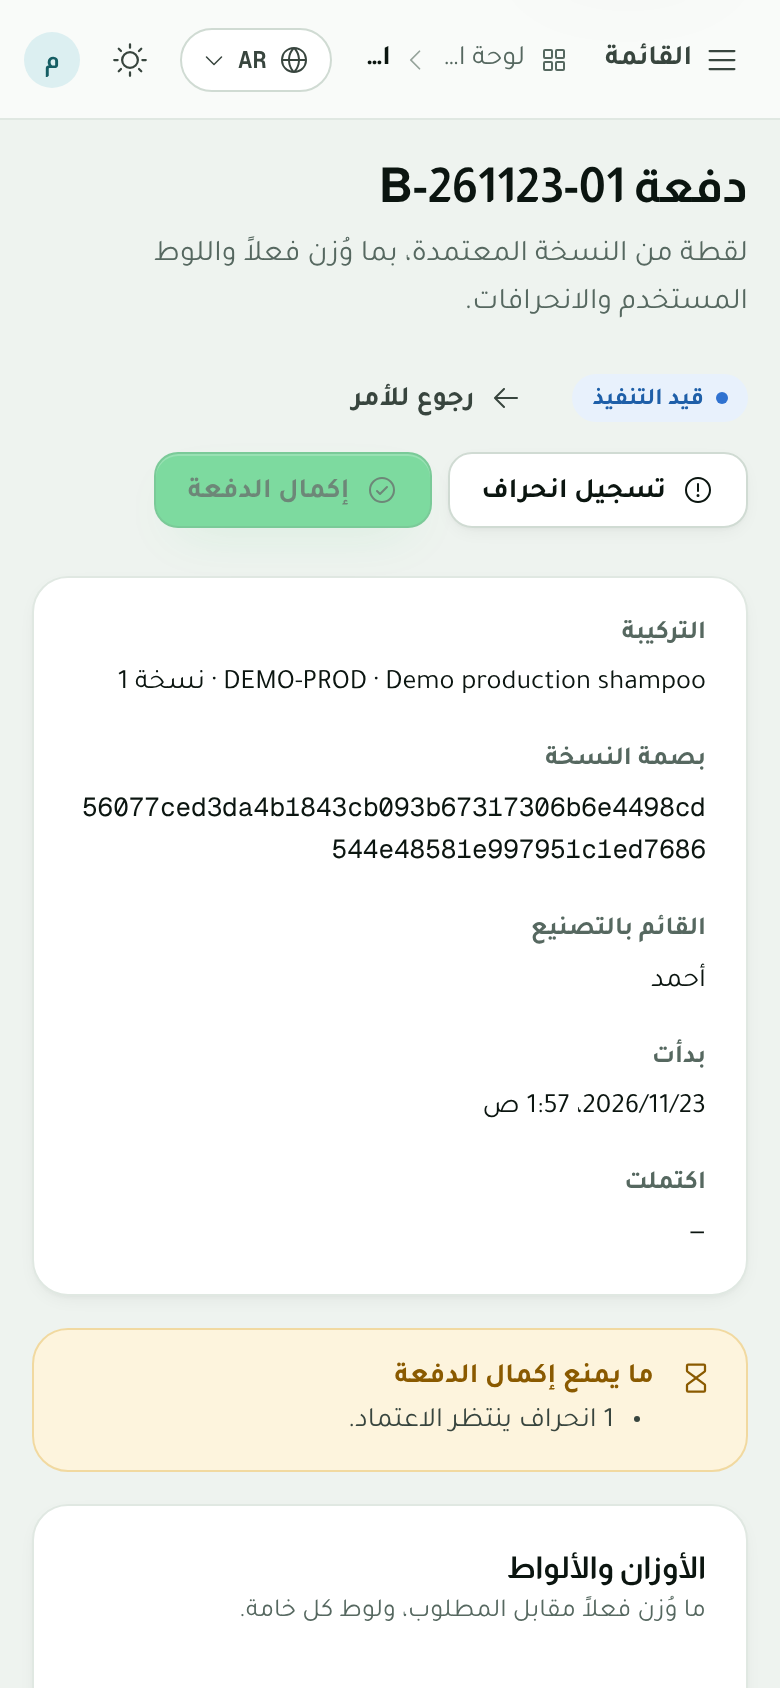 القائمة
لوحة ا...
ا...
AR
م
دفعة B-261123-01
لقطة من النسخة المعتمدة، بما وُزن فعلاً واللوط
المستخدم والانحرافات.
قيد التنفيذ
رجوع للأمر
تسجيل انحراف
إكمال الدفعة
التركيبة
DEMO-PROD · Demo production shampoo · نسخة 1
بصمة النسخة
56077ced3da4b1843cb093b67317306b6e4498cd
544e48581e997951c1ed7686
القائم بالتصنيع
أحمد
بدأت
2026/11/23، 1:57 ص
اكتملت
—
ما يمنع إكمال الدفعة
• 1 انحراف ينتظر الاعتماد.
الأوزان والألواط
ما وُزن فعلاً مقابل المطلوب، ولوط كل خامة.